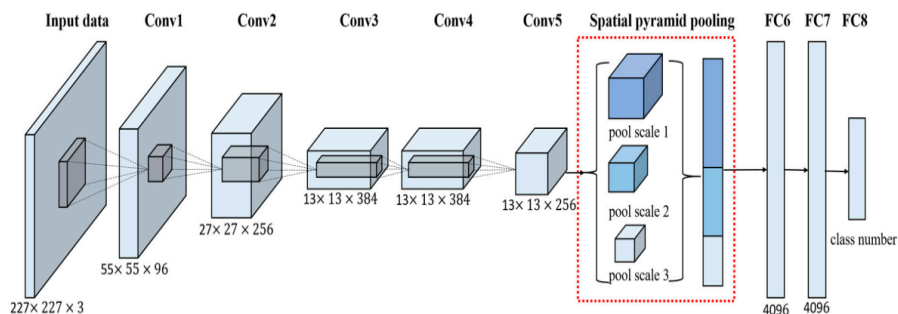 Input data
Conv1
Conv2
Conv3
Conv4
Conv5
Spatial pyramid pooling
FC6
FC7
FC8
pool scale 1
pool scale 2
pool scale 3
227× 227 × 3
55× 55 × 96
27× 27 × 256
13× 13 × 384
13× 13 × 384
13× 13 × 256
4096
4096
class number